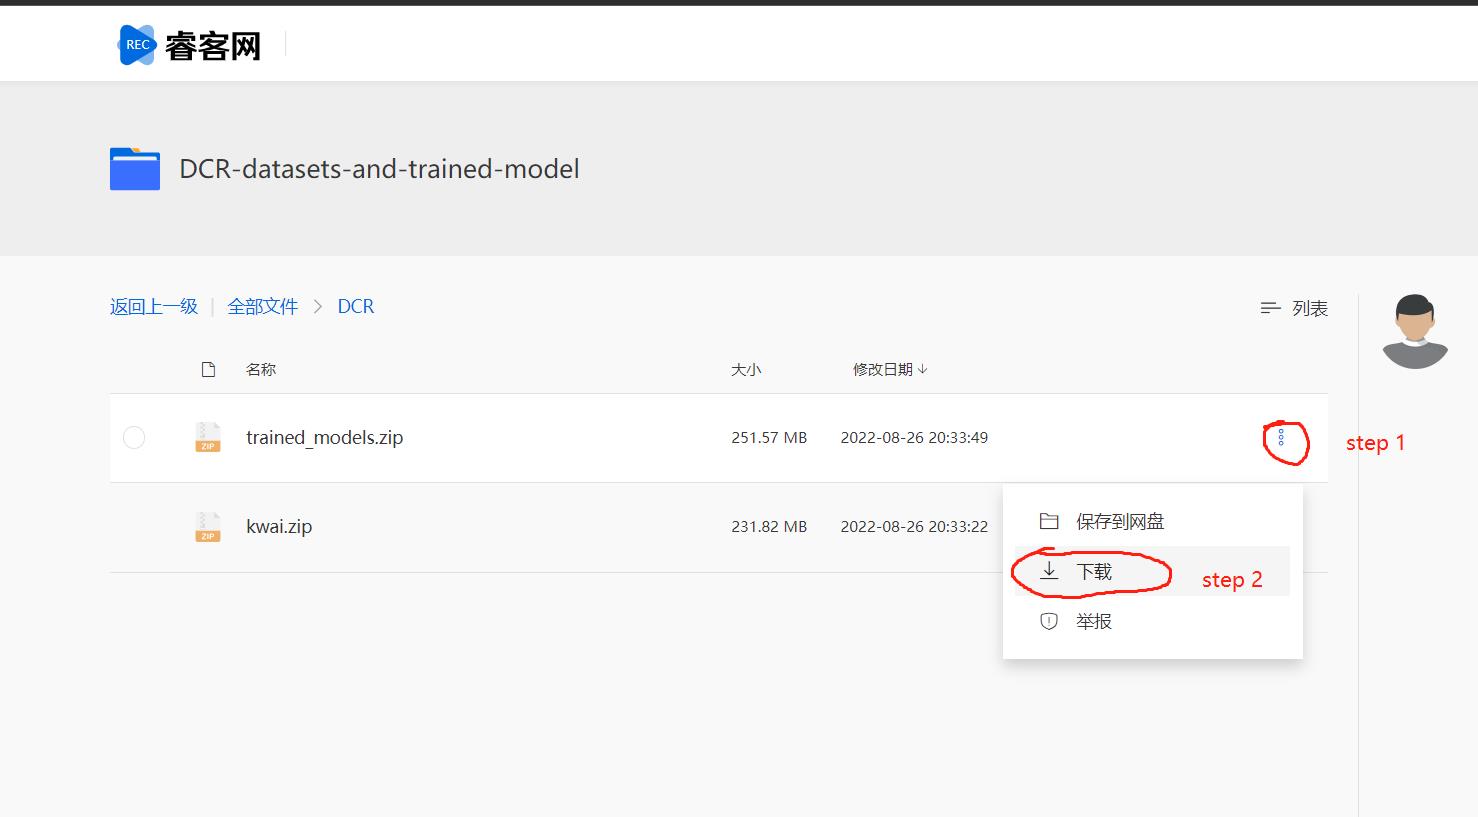 REC 睿客网
DCR-datasets-and-trained-model
返回上一级 | 全部文件 > DCR
列表
名称 大小 修改日期↓
ZIP trained_models.zip 251.57 MB 2022-08-26 20:33:49
step 1
ZIP kwai.zip 231.82 MB 2022-08-26 20:33:22
保存到网盘
下载
step 2
举报